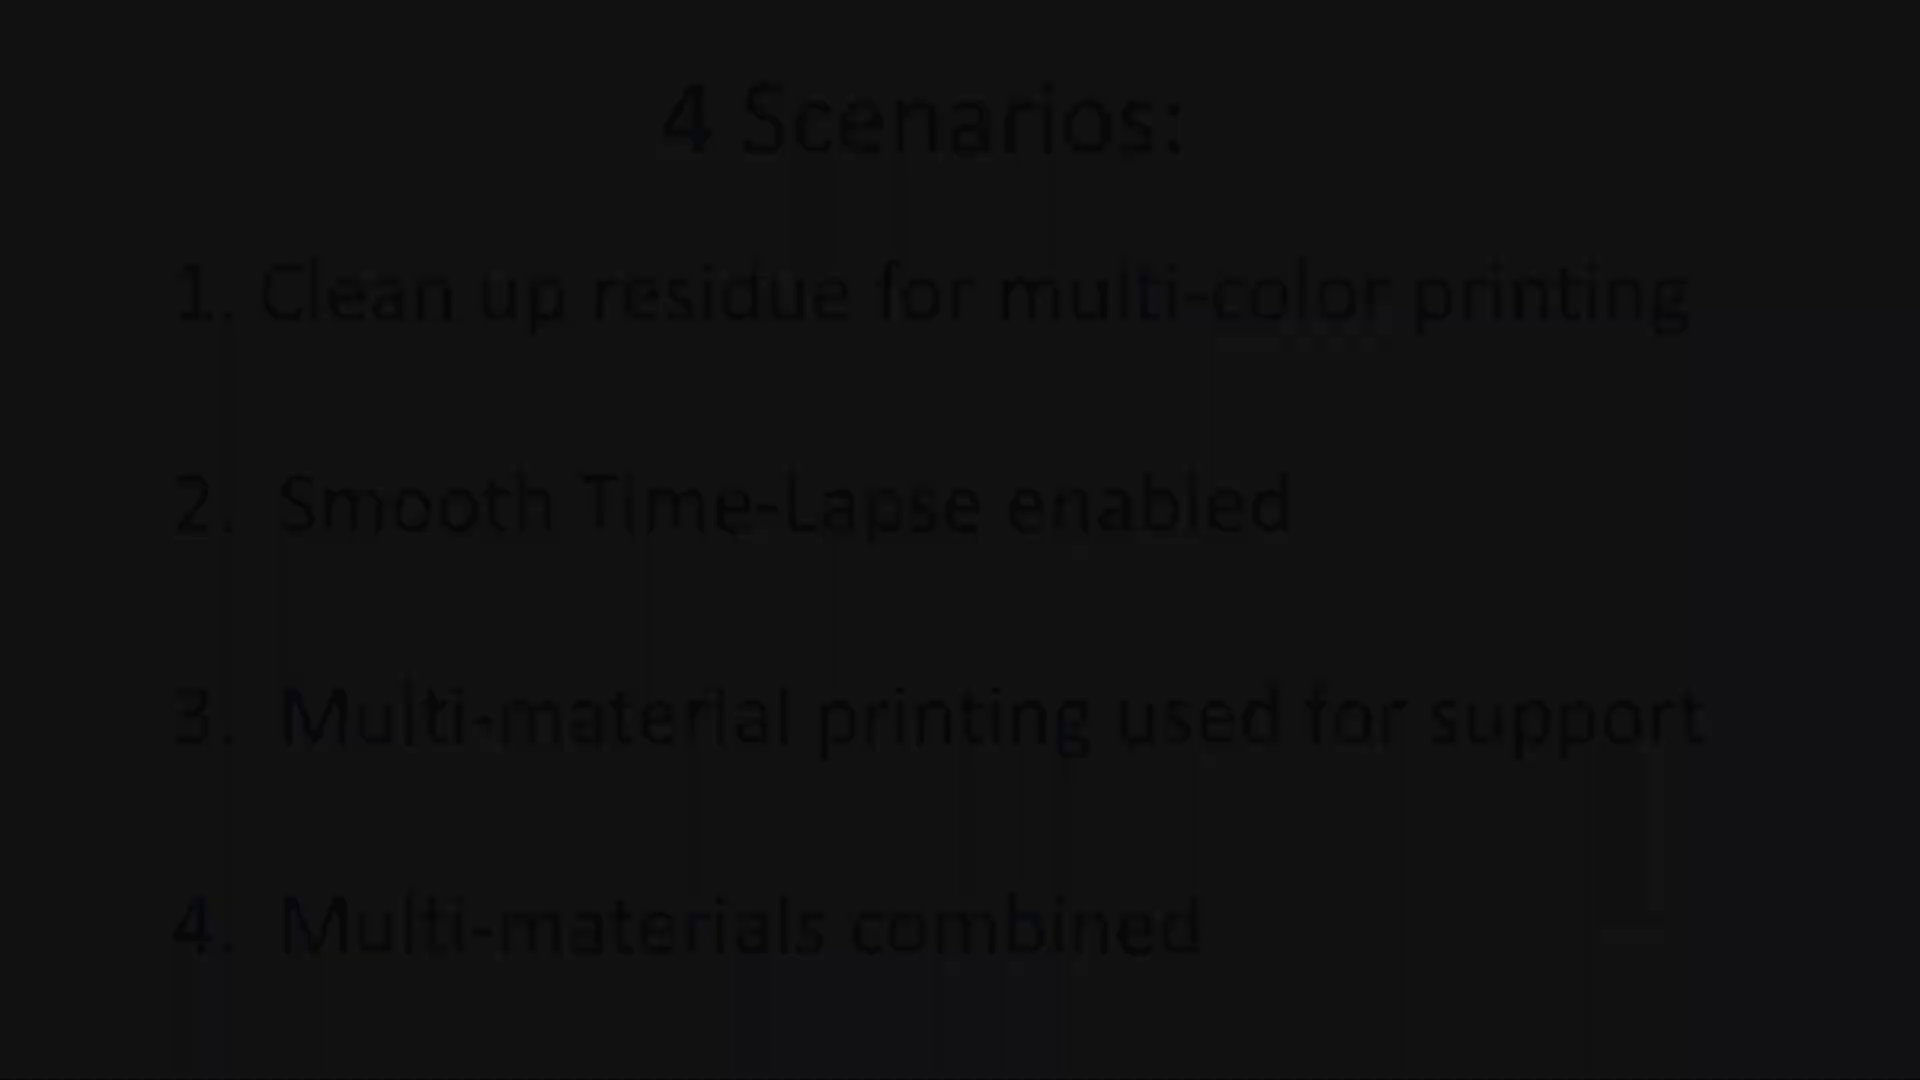 4 Scenarios:
1. Clean up residue for multi-color printing
2. Smooth Time-Lapse enabled
3. Multi-material printing used for support
4. Multi-materials combined